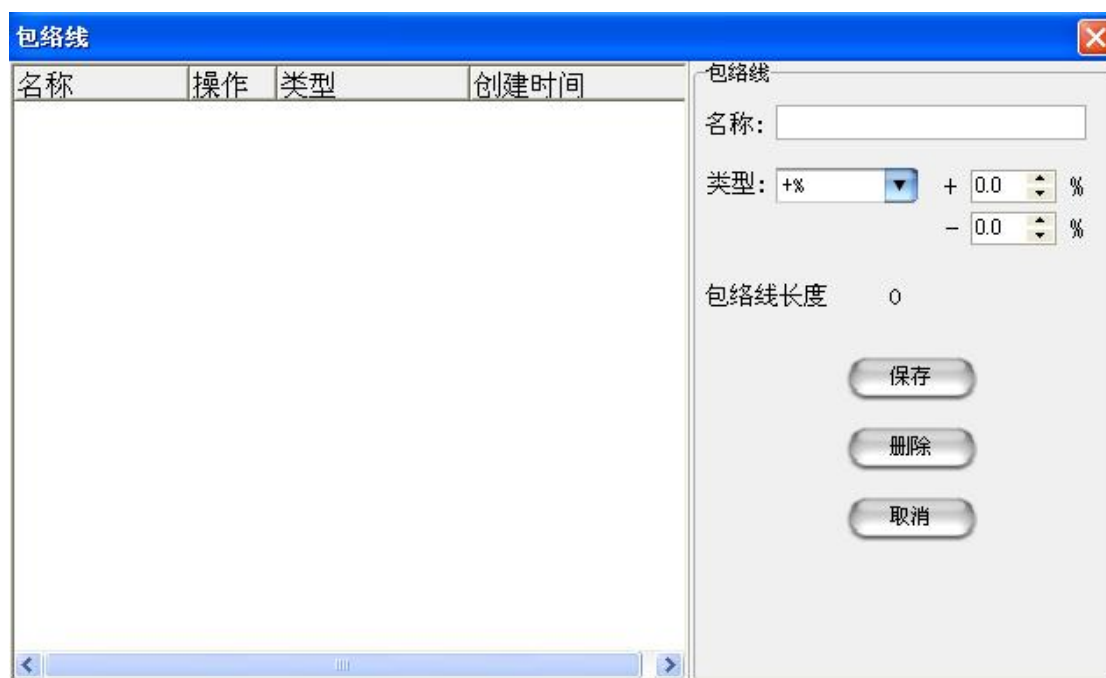 包络线
名称 操作 类型 创建时间
包络线
名称:
类型: +% + 0.0 %
- 0.0 %
包络线长度 0
保存
删除
取消